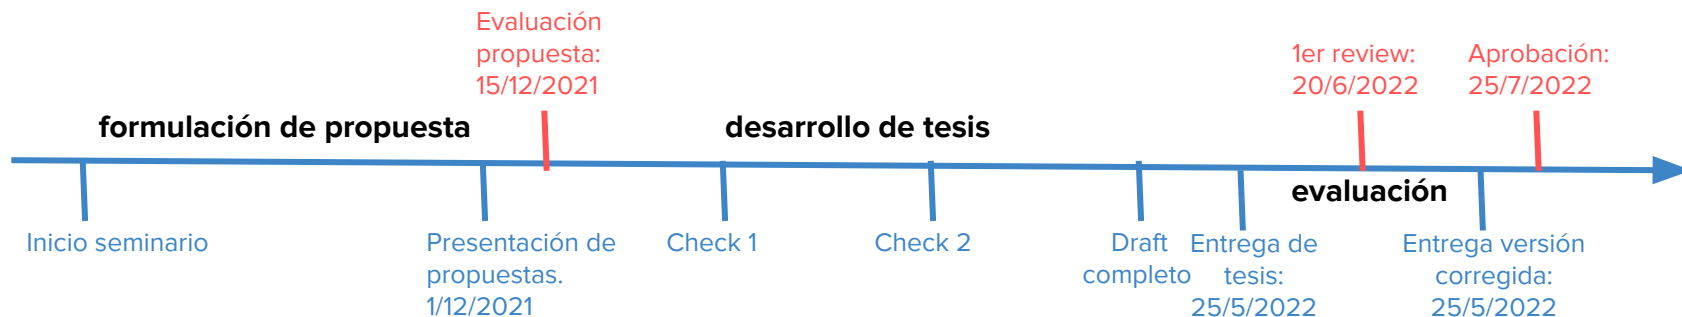 Evaluación
propuesta:
15/12/2021
1er review:
20/6/2022
Aprobación:
25/7/2022
formulación de propuesta
desarrollo de tesis
evaluación
Inicio seminario
Presentación de
propuestas.
1/12/2021
Check 1
Check 2
Draft
completo
Entrega de
tesis:
25/5/2022
Entrega versión
corregida:
25/5/2022